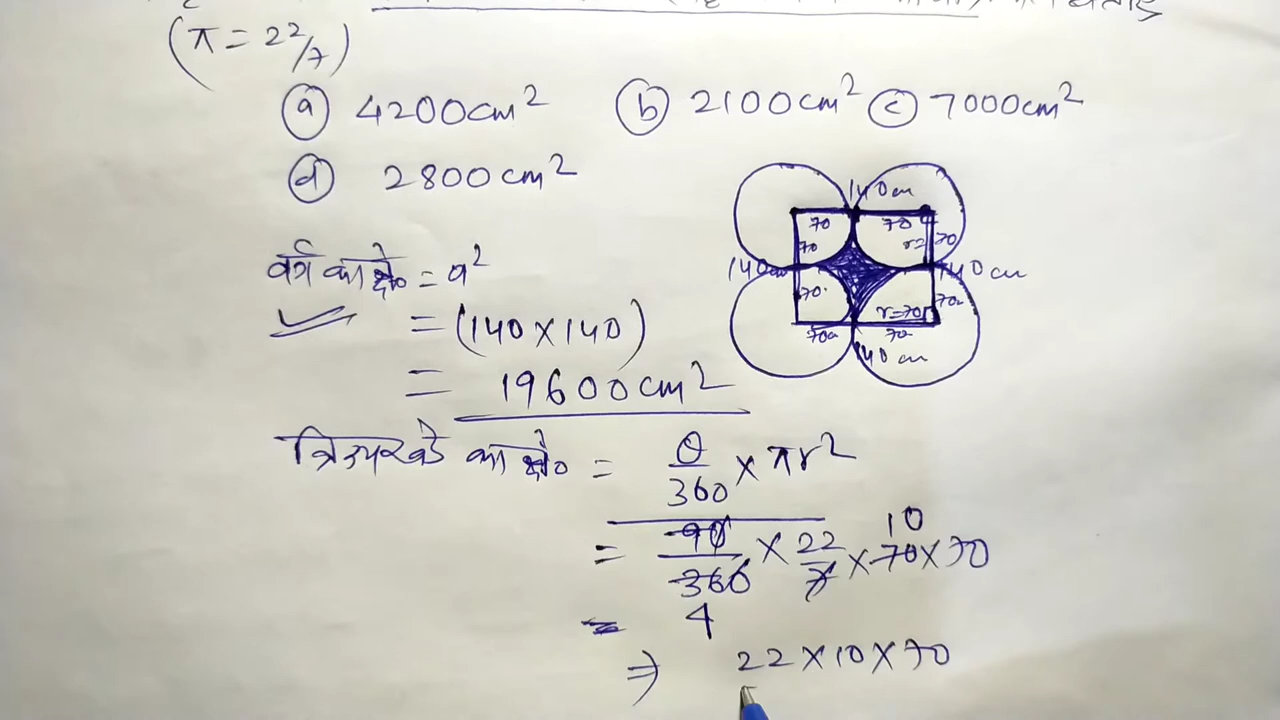 (π = 22/7)
ⓐ 4200cm² ⓑ 2100cm² ⓒ 7000cm²
ⓓ 2800cm²
140cm
70 70
70 r= 70
140cm 140cm
70 r=70 70
70 70
140cm
वर्ग का क्षे० = a²
= (140×140)
= 19600cm²
त्रिज्यखंडे का क्षे० = θ/360 × πr²
10
= 90/360 × 22/7 × 70 × 70
= 4
⇒ 22×10×70